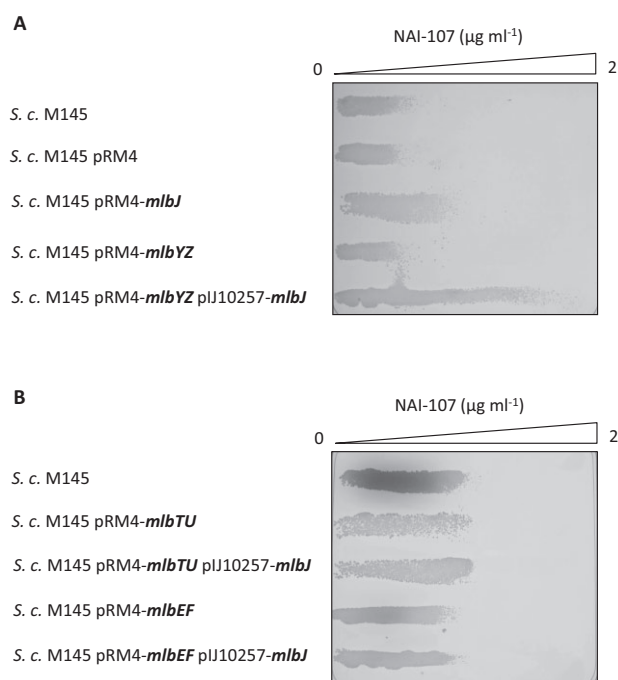 A
NAI-107 (µg ml-1)
0 2
S. c. M145
S. c. M145 pRM4
S. c. M145 pRM4-mlbJ
S. c. M145 pRM4-mlbYZ
S. c. M145 pRM4-mlbYZ pIJ10257-mlbJ
B
NAI-107 (µg ml-1)
0 2
S. c. M145
S. c. M145 pRM4-mlbTU
S. c. M145 pRM4-mlbTU pIJ10257-mlbJ
S. c. M145 pRM4-mlbEF
S. c. M145 pRM4-mlbEF pIJ10257-mlbJ